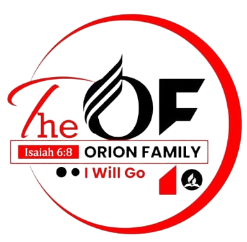 The OF
Isaiah 6:8 ORION FAMILY
I Will Go